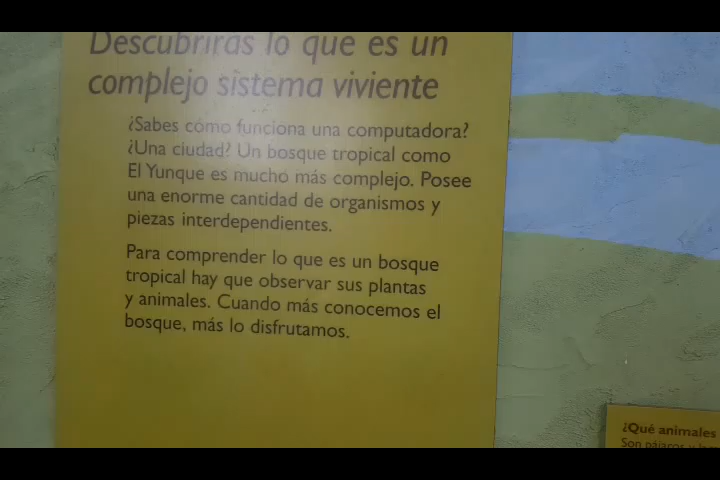 Descubrirás lo que es un
complejo sistema viviente
¿Sabes cómo funciona una computadora?
¿Una ciudad? Un bosque tropical como
El Yunque es mucho más complejo. Posee
una enorme cantidad de organismos y
piezas interdependientes.
Para comprender lo que es un bosque
tropical hay que observar sus plantas
y animales. Cuando más conocemos el
bosque, más lo disfrutamos.
¿Qué animales
Son pájaros y